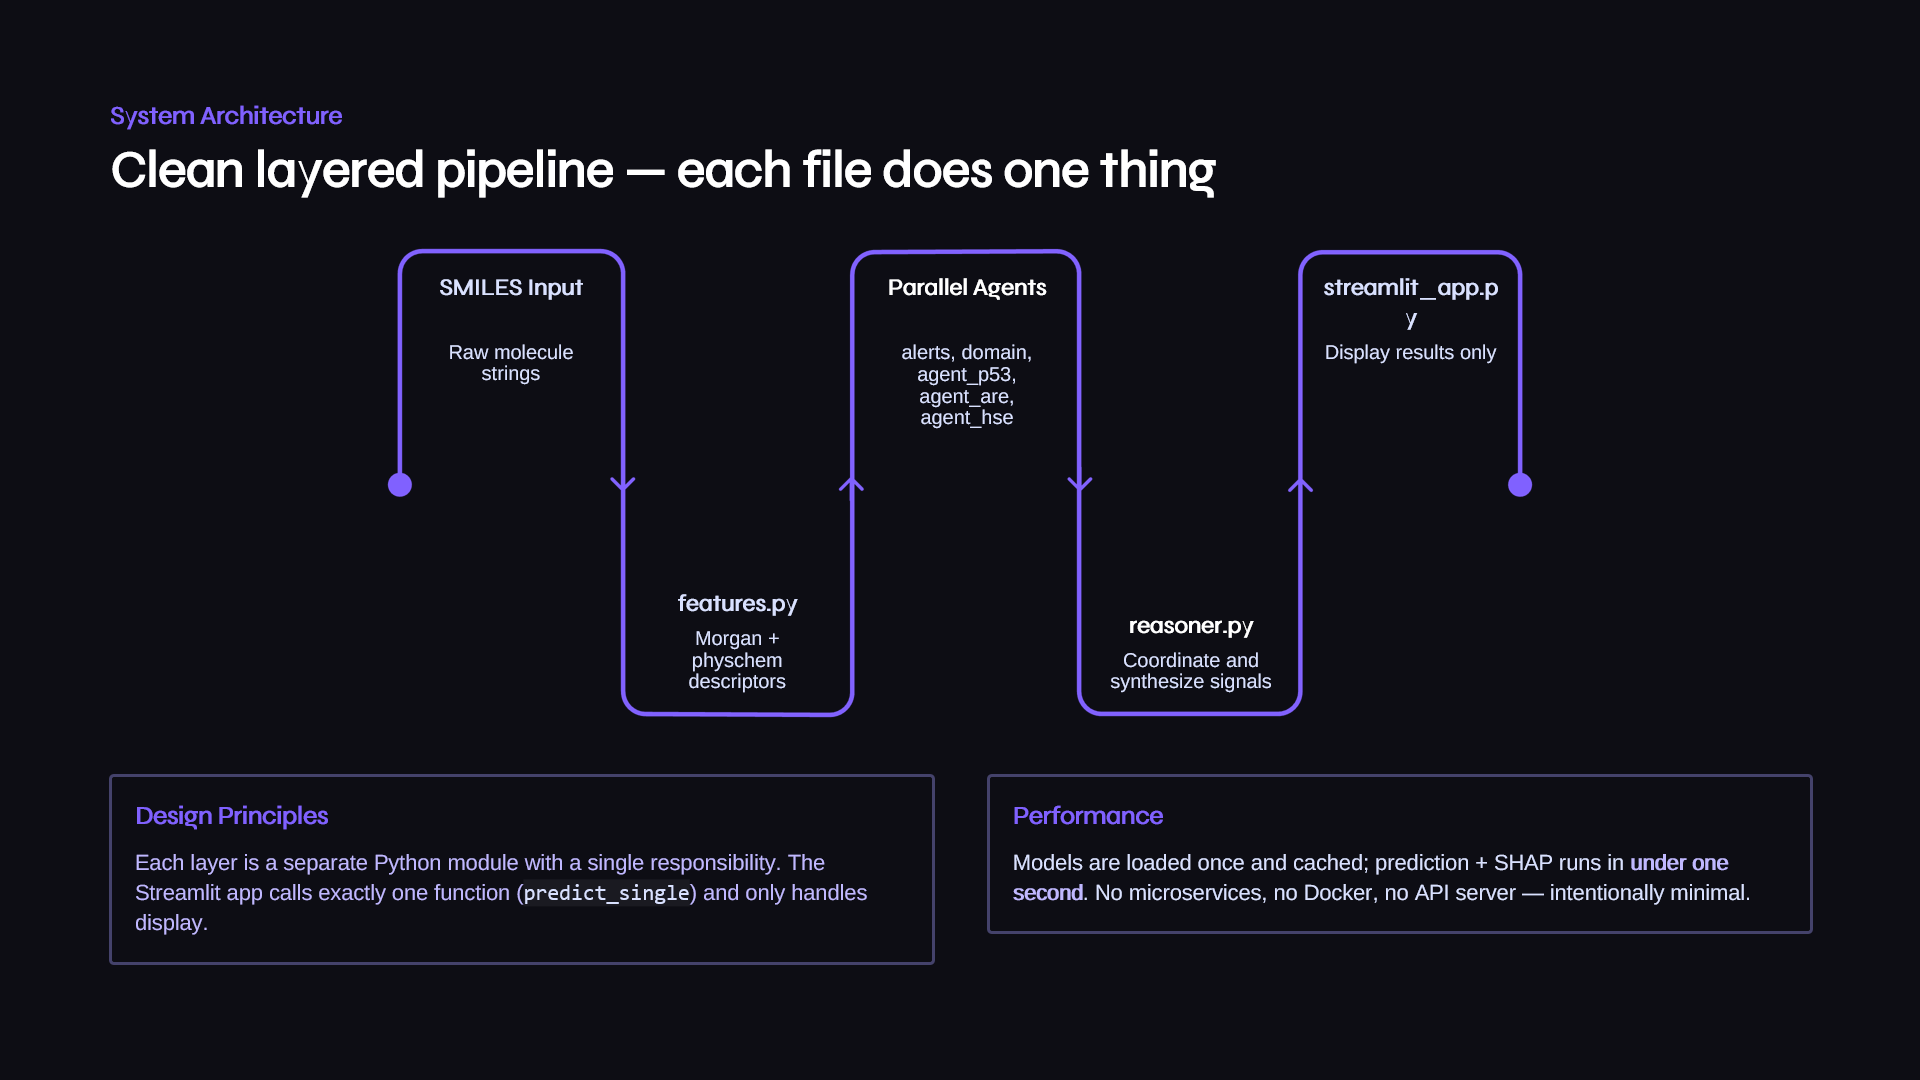 System Architecture
Clean layered pipeline — each file does one thing
SMILES Input
Raw molecule
strings
features.py
Morgan +
physchem
descriptors
Parallel Agents
alerts, domain,
agent_p53,
agent_are,
agent_hse
reasoner.py
Coordinate and
synthesize signals
streamlit_app.p
y
Display results only
Design Principles
Each layer is a separate Python module with a single responsibility. The
Streamlit app calls exactly one function (predict_single) and only handles
display.
Performance
Models are loaded once and cached; prediction + SHAP runs in under one
second. No microservices, no Docker, no API server — intentionally minimal.